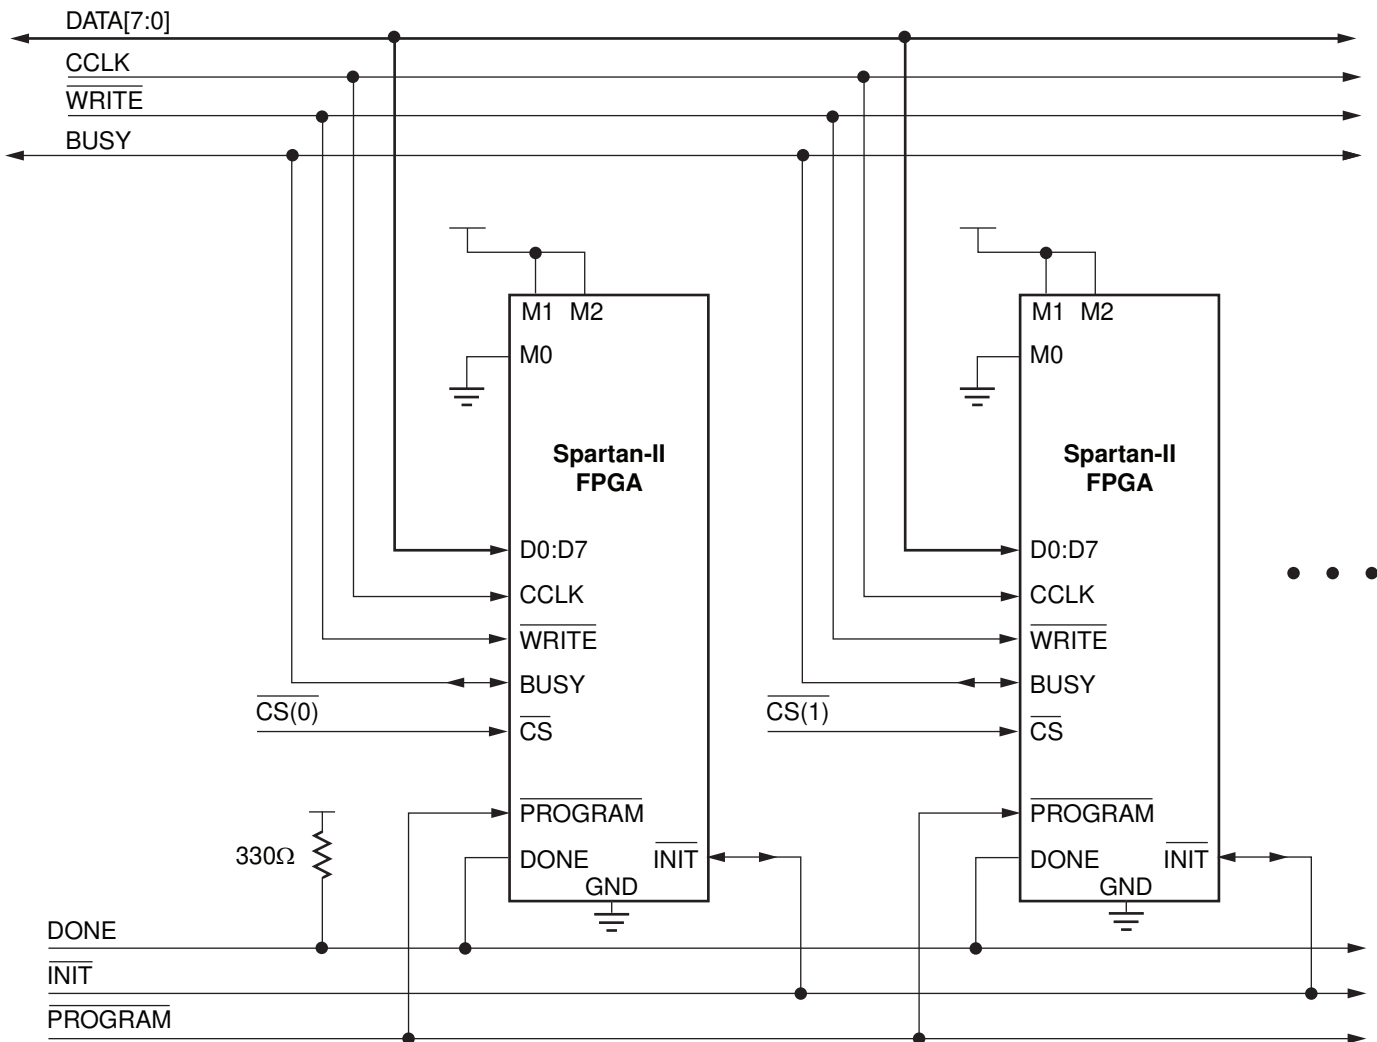 DATA[7:0]
CCLK
WRITE
BUSY
M1 M2
M0
Spartan-II
FPGA
D0:D7
CCLK
WRITE
BUSY
CS(0)
CS
PROGRAM
330Ω
DONE
INIT
GND
M1 M2
M0
Spartan-II
FPGA
D0:D7
CCLK
WRITE
BUSY
CS(1)
CS
PROGRAM
DONE
INIT
GND
DONE
INIT
PROGRAM